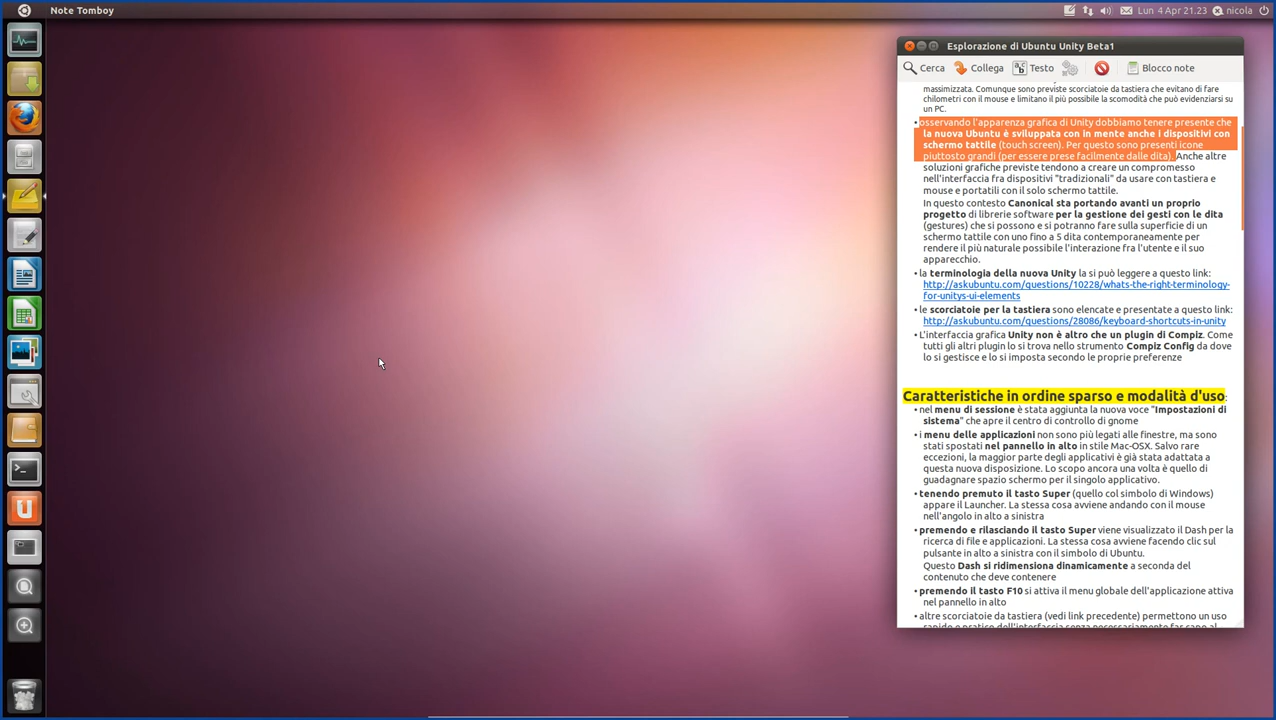 Note Tomboy
Lun 4 Apr 21.23
nicola
Esplorazione di Ubuntu Unity Beta1
Cerca
Collega
Testo
Blocco note
massimizzata. Comunque sono previste scorciatoie da tastiera che evitano di fare
chilometri con il mouse e limitano il più possibile la scomodità che può evidenziarsi su
un PC.
• osservando l'apparenza grafica di Unity dobbiamo tenere presente che
la nuova Ubuntu è sviluppata con in mente anche i dispositivi con
schermo tattile (touch screen). Per questo sono presenti icone
piuttosto grandi (per essere prese facilmente dalle dita). Anche altre
soluzioni grafiche previste tendono a creare un compromesso
nell'interfaccia fra dispositivi "tradizionali" da usare con tastiera e
mouse e portatili con il solo schermo tattile.
In questo contesto Canonical sta portando avanti un proprio
progetto di librerie software per la gestione dei gesti con le dita
(gestures) che si possono e si potranno fare sulla superficie di un
schermo tattile con uno fino a 5 dita contemporaneamente per
rendere il più naturale possibile l'interazione fra l'utente e il suo
apparecchio.
• la terminologia della nuova Unity la si può leggere a questo link:
http://askubuntu.com/questions/10228/whats-the-right-terminology-
for-unitys-ui-elements
• le scorciatoie per la tastiera sono elencate e presentate a questo link:
http://askubuntu.com/questions/28086/keyboard-shortcuts-in-unity
• L'interfaccia grafica Unity non è altro che un plugin di Compiz. Come
tutti gli altri plugin lo si trova nello strumento Compiz Config da dove
lo si gestisce e lo si imposta secondo le proprie preferenze
Caratteristiche in ordine sparso e modalità d'uso:
• nel menu di sessione è stata aggiunta la nuova voce "Impostazioni di
sistema" che apre il centro di controllo di gnome
• i menu delle applicazioni non sono più legati alle finestre, ma sono
stati spostati nel pannello in alto in stile Mac-OSX. Salvo rare
eccezioni, la maggior parte degli applicativi è già stata adattata a
questa nuova disposizione. Lo scopo ancora una volta è quello di
guadagnare spazio schermo per il singolo applicativo.
• tenendo premuto il tasto Super (quello col simbolo di Windows)
appare il Launcher. La stessa cosa avviene andando con il mouse
nell'angolo in alto a sinistra
• premendo e rilasciando il tasto Super viene visualizzato il Dash per la
ricerca di file e applicazioni. La stessa cosa avviene facendo clic sul
pulsante in alto a sinistra con il simbolo di Ubuntu.
Questo Dash si ridimensiona dinamicamente a seconda del
contenuto che deve contenere
• premendo il tasto F10 si attiva il menu globale dell'applicazione attiva
nel pannello in alto
• altre scorciatoie da tastiera (vedi link precedente) permettono un uso
rapido e pratico dell'interfaccia senza necessariamente far capo al